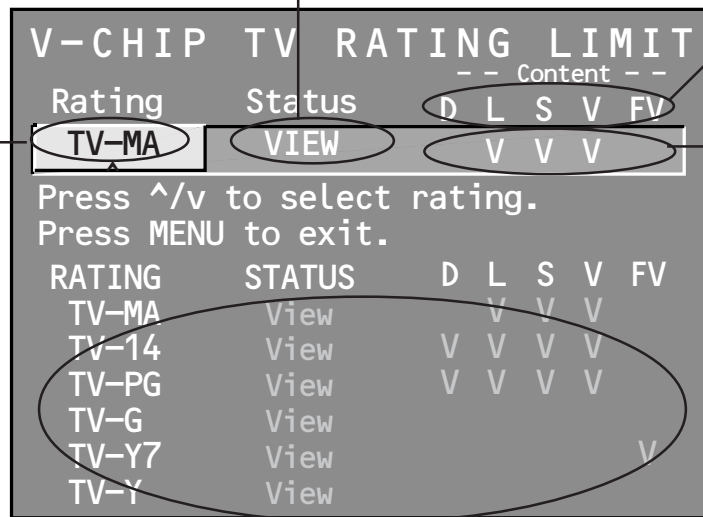 V-CHIP TV RATING LIMIT
-- Content --
Rating Status D L S V FV
TV-MA VIEW V V V
^
Press ^/v to select rating.
Press MENU to exit.
RATING STATUS D L S V FV
TV-MA View V V V
TV-14 View V V V V
TV-PG View V V V V
TV-G View
TV-Y7 View V
TV-Y View